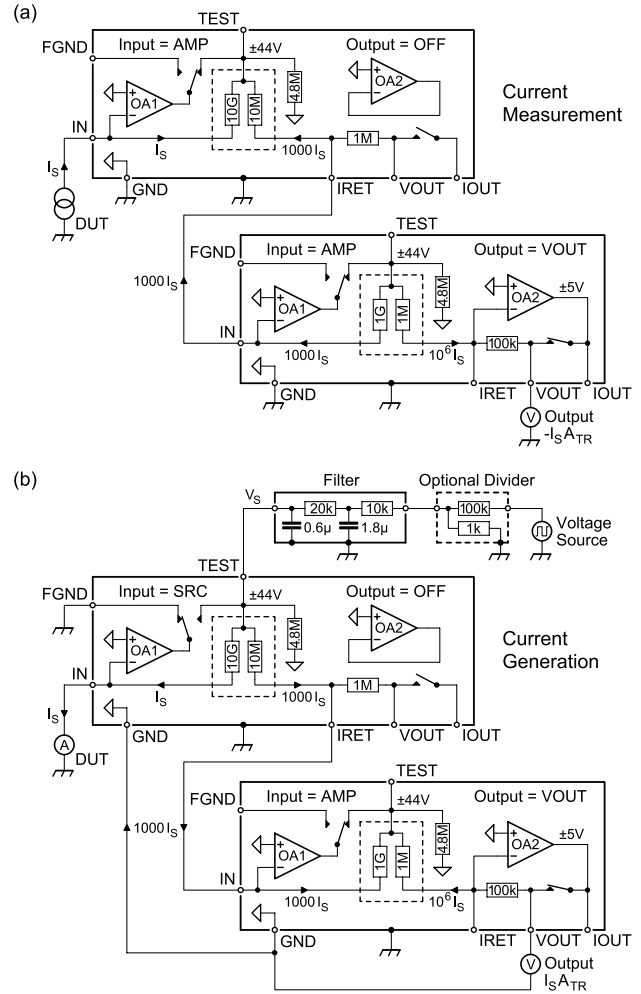 (a)
TEST
FGND
Input = AMP
±44V
Output = OFF
OA1
OA2
4.8M
10G
10M
Current
Measurement
IN
I_S
1000 I_S
1M
I_S
GND
IRET
VOUT
IOUT
DUT
TEST
FGND
Input = AMP
±44V
Output = VOUT
1000 I_S
OA1
OA2
±5V
4.8M
1G
1M
IN
1000 I_S
10^6 I_S
100k
GND
IRET
VOUT
IOUT
V
Output
-I_S A_TR
(b)
Filter
Optional Divider
V_S
20k
10k
100k
0.6µ
1.8µ
1k
Voltage
Source
TEST
FGND
Input = SRC
±44V
Output = OFF
OA1
OA2
4.8M
10G
10M
Current
Generation
IN
I_S
1000 I_S
1M
I_S
GND
IRET
VOUT
IOUT
A
DUT
TEST
FGND
Input = AMP
±44V
Output = VOUT
1000 I_S
OA1
OA2
±5V
4.8M
1G
1M
IN
1000 I_S
10^6 I_S
100k
GND
IRET
VOUT
IOUT
V
Output
I_S A_TR